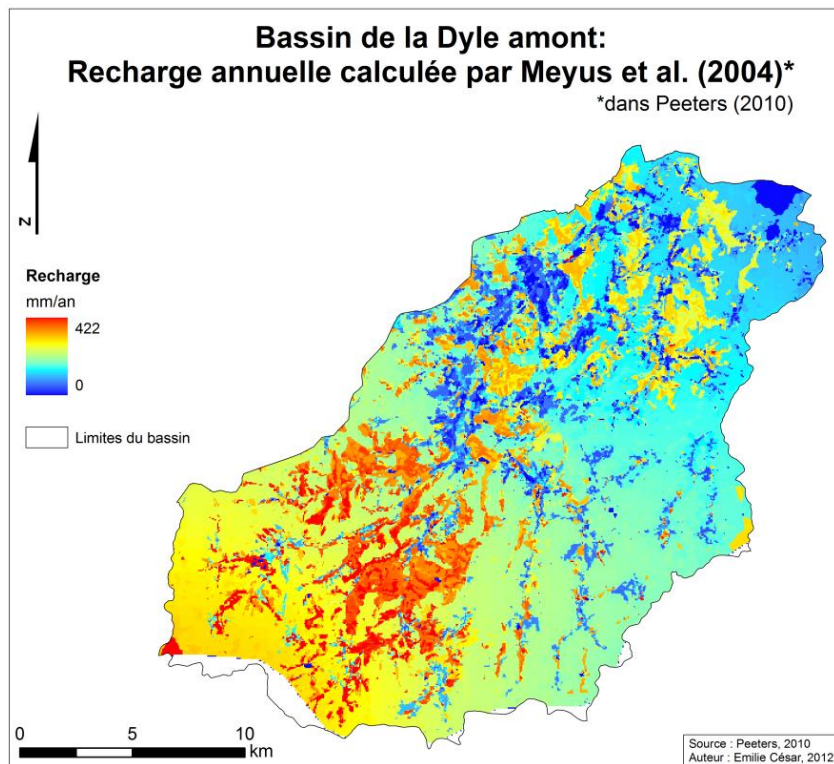 Bassin de la Dyle amont:
Recharge annuelle calculée par Meyus et al. (2004)*
*dans Peeters (2010)
N
Recharge
mm/an
422
0
Limites du bassin
0 5 10
km
Source : Peeters, 2010
Auteur : Emilie César, 2012